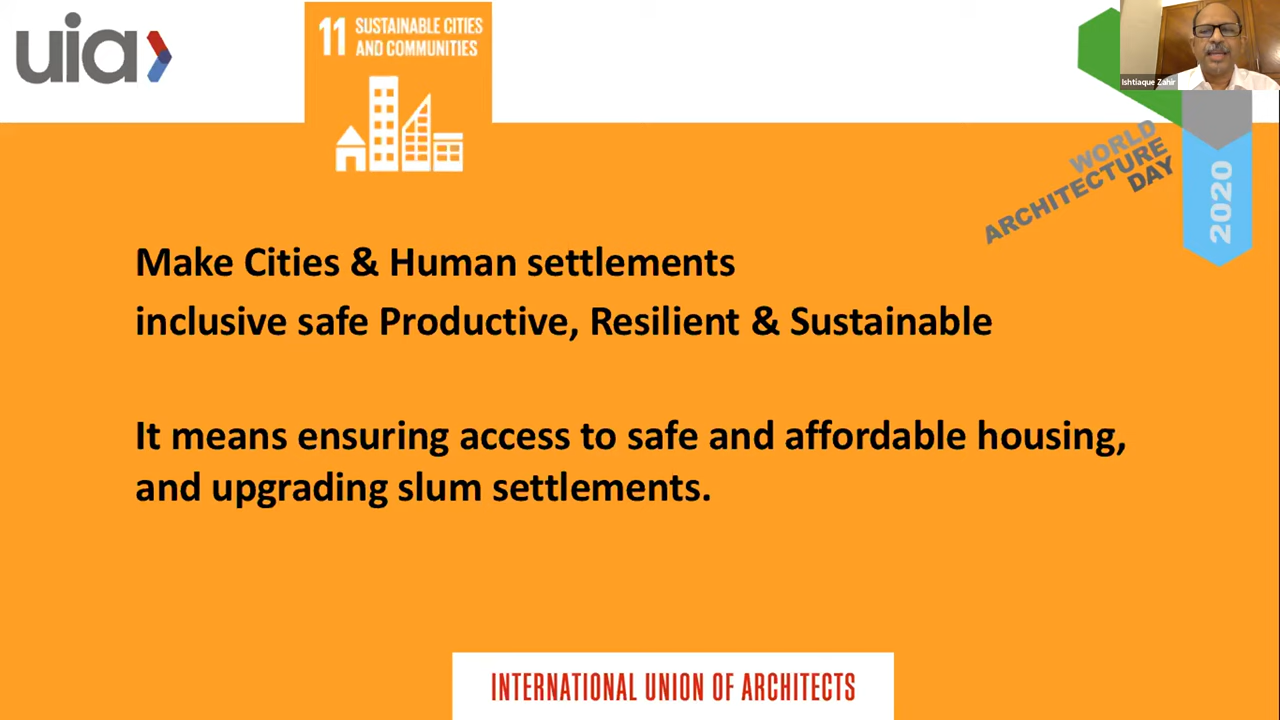 uia
11 SUSTAINABLE CITIES
AND COMMUNITIES
Ishtiaque Zahir
WORLD
ARCHITECTURE
DAY
2020
Make Cities & Human settlements
inclusive safe Productive, Resilient & Sustainable
It means ensuring access to safe and affordable housing,
and upgrading slum settlements.
INTERNATIONAL UNION OF ARCHITECTS